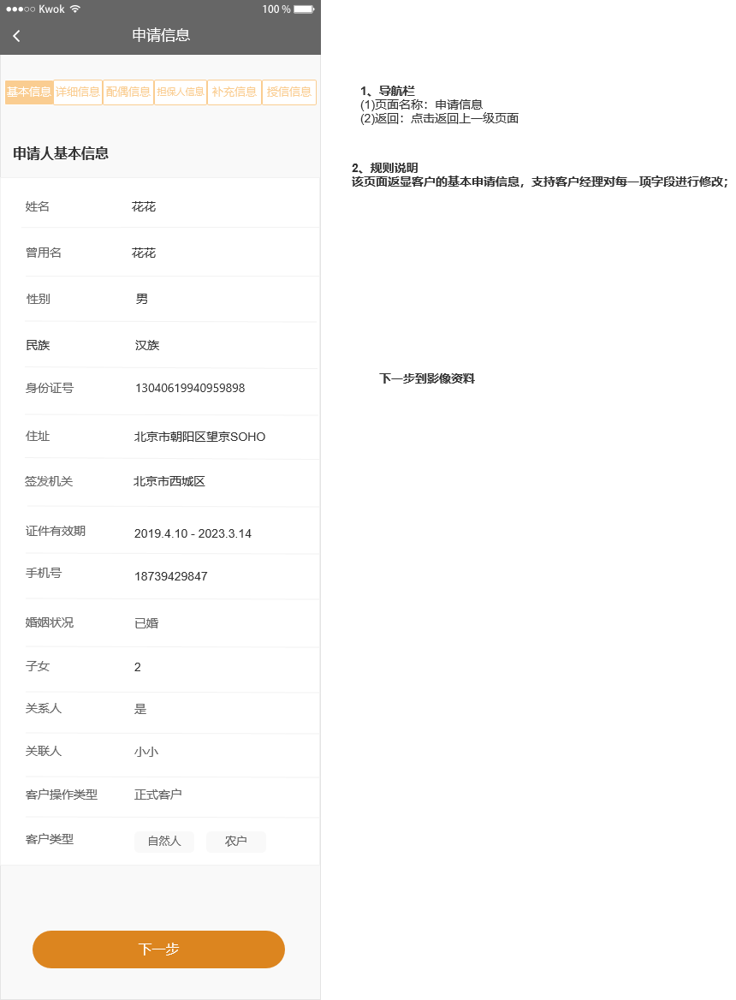 Kwok
100 %
申请信息
基本信息 详细信息 配偶信息 担保人信息 补充信息 授信信息
申请人基本信息
姓名 花花
曾用名 花花
性别 男
民族 汉族
身份证号 13040619940959898
住址 北京市朝阳区望京SOHO
签发机关 北京市西城区
证件有效期 2019.4.10 - 2023.3.14
手机号 18739429847
婚姻状况 已婚
子女 2
关系人 是
关联人 小小
客户操作类型 正式客户
客户类型 自然人 农户
下一步
1、导航栏
(1)页面名称：申请信息
(2)返回：点击返回上一级页面
2、规则说明
该页面返显客户的基本申请信息，支持客户经理对每一项字段进行修改；
下一步到影像资料